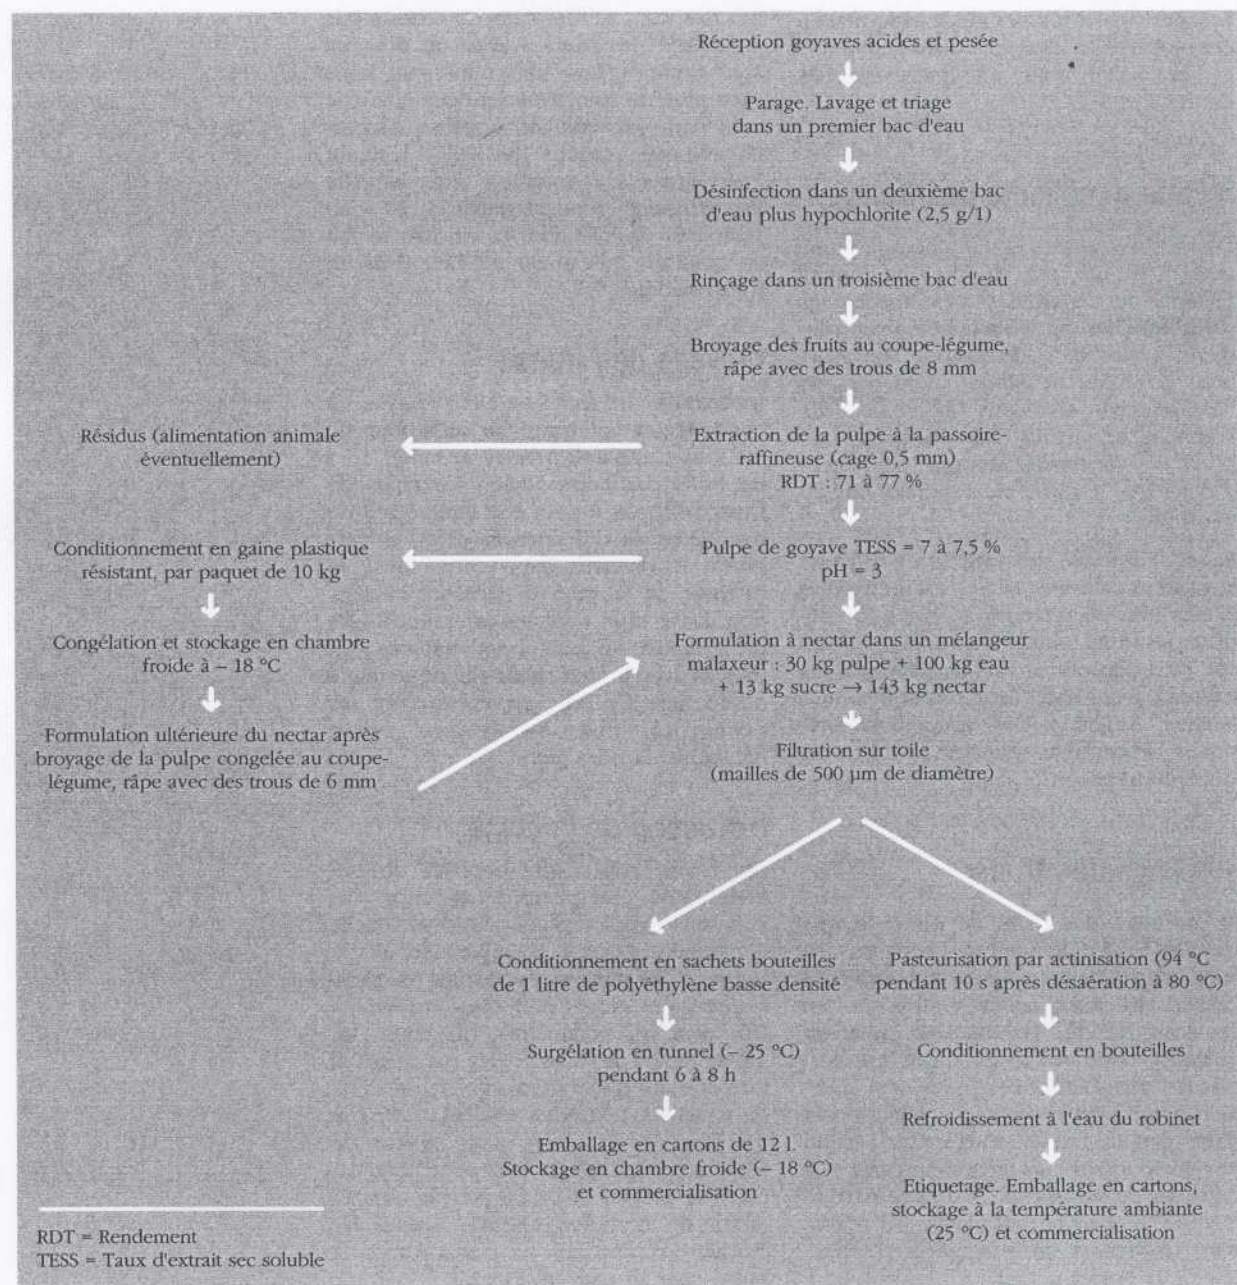 Réception goyaves acides et pesée
Parage. Lavage et triage
dans un premier bac d'eau
Désinfection dans un deuxième bac
d'eau plus hypochlorite (2,5 g/l)
Rinçage dans un troisième bac d'eau
Broyage des fruits au coupe-légume,
râpe avec des trous de 8 mm
Extraction de la pulpe à la passoire-
raffineuse (cage 0,5 mm)
RDT : 71 à 77 %
Résidus (alimentation animale
éventuellement)
Pulpe de goyave TESS = 7 à 7,5 %
pH = 3
Conditionnement en gaine plastique
résistant, par paquet de 10 kg
Congélation et stockage en chambre
froide à – 18 °C
Formulation ultérieure du nectar après
broyage de la pulpe congelée au coupe-
légume, râpe avec des trous de 6 mm
Formulation à nectar dans un mélangeur
malaxeur : 30 kg pulpe + 100 kg eau
+ 13 kg sucre → 143 kg nectar
Filtration sur toile
(mailles de 500 µm de diamètre)
Conditionnement en sachets bouteilles
de 1 litre de polyéthylène basse densité
Surgélation en tunnel (– 25 °C)
pendant 6 à 8 h
Emballage en cartons de 12 l.
Stockage en chambre froide (– 18 °C)
et commercialisation
Pasteurisation par actinisation (94 °C
pendant 10 s après désaération à 80 °C)
Conditionnement en bouteilles
Refroidissement à l'eau du robinet
Etiquetage. Emballage en cartons,
stockage à la température ambiante
(25 °C) et commercialisation
RDT = Rendement
TESS = Taux d'extrait sec soluble